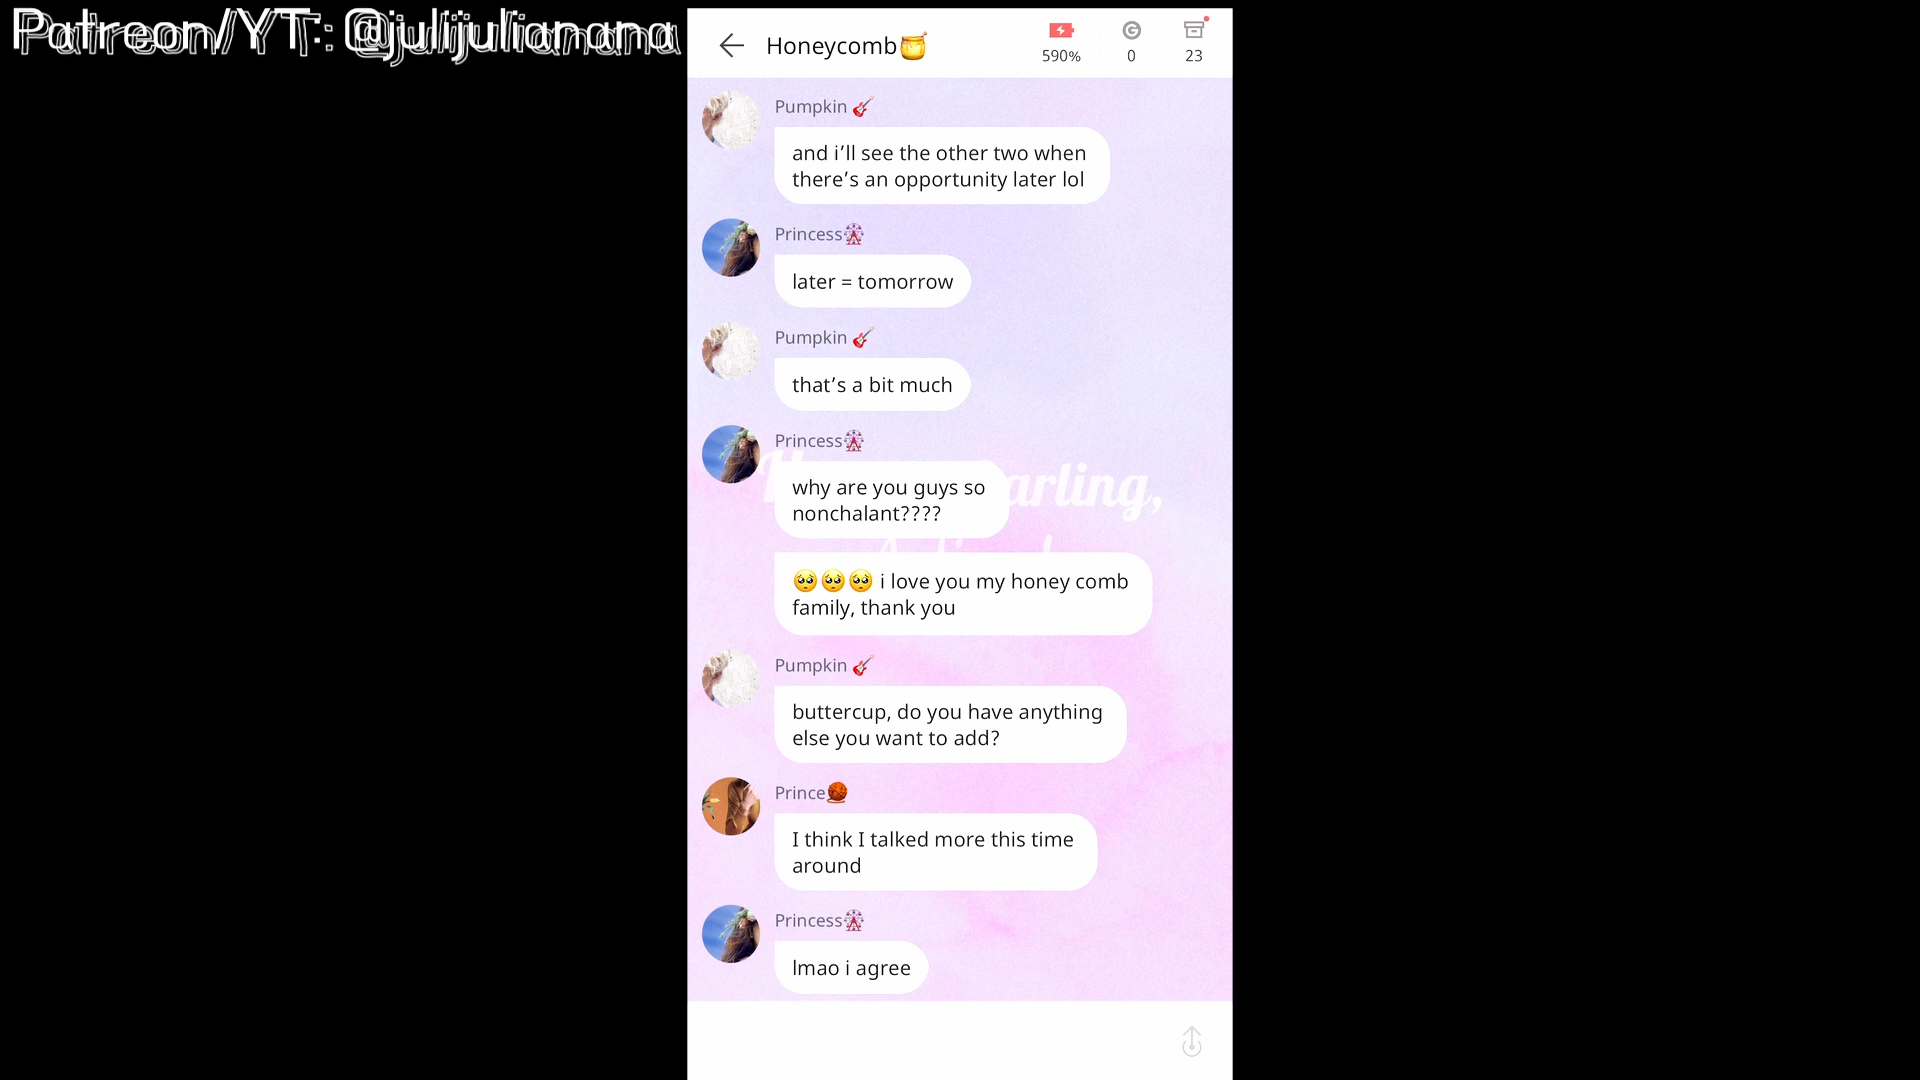 Patreon/YT: @julijulianana
Honeycomb🍯
590%
0
23
Pumpkin 🎸
and i’ll see the other two when
there’s an opportunity later lol
Princess🎡
later = tomorrow
Pumpkin 🎸
that’s a bit much
Princess🎡
why are you guys so
nonchalant????
arling,
🥺🥺🥺 i love you my honey comb
family, thank you
Pumpkin 🎸
buttercup, do you have anything
else you want to add?
Prince🧶
I think I talked more this time
around
Princess🎡
lmao i agree